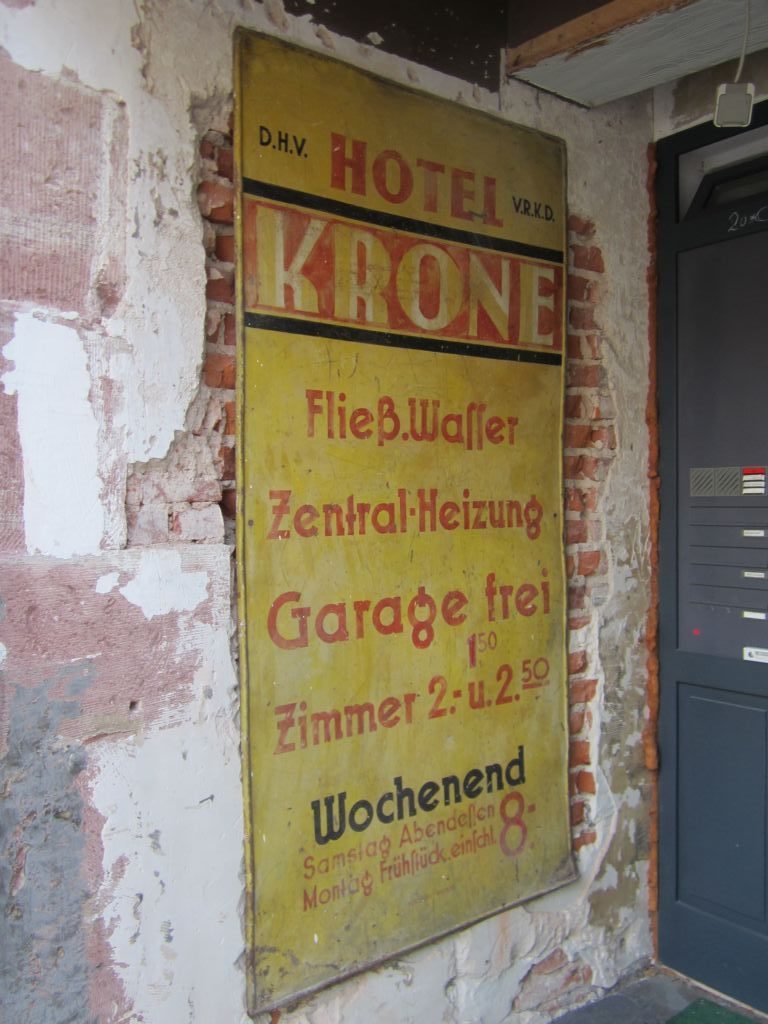 D.H.V.
HOTEL
V.R.K.D.
KRONE
Fließ.Waſſer
Zentral-Heizung
Garage frei
1 50
Zimmer 2.- u. 2.50
Wochenend
Samstag Abendeßen
Montag Frühſtück.einſchl. 8.-